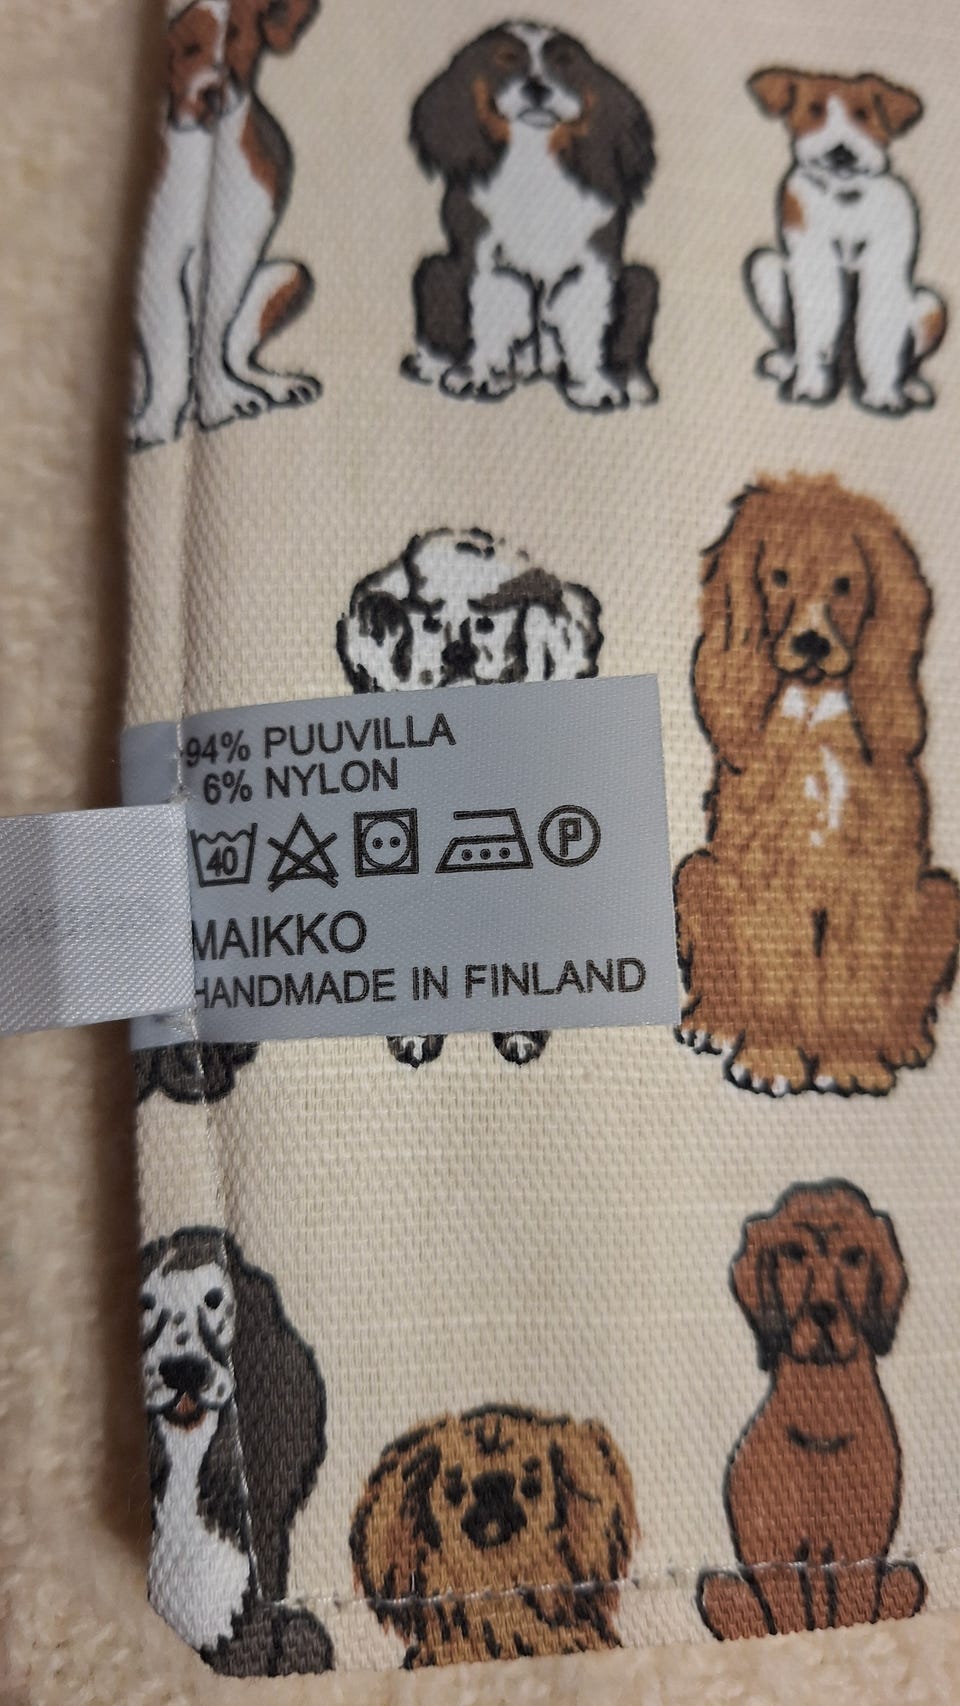 94% PUUVILLA
6% NYLON
40 P
MAIKKO
HANDMADE IN FINLAND